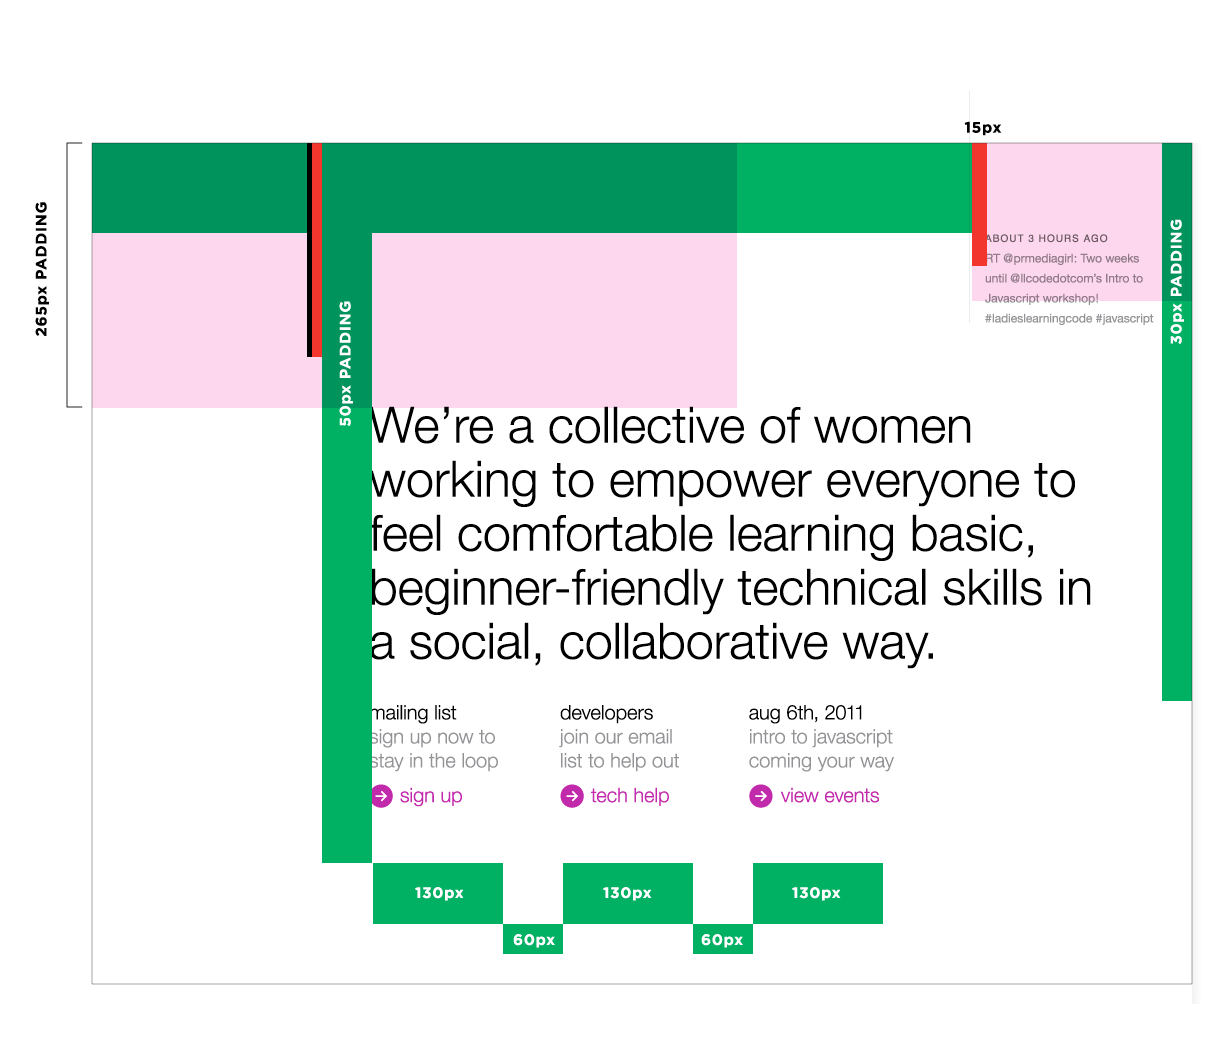 15px
265px PADDING
ABOUT 3 HOURS AGO
RT @prmediagirl: Two weeks
until @llcodedotcom's Intro to
Javascript workshop!
#ladieslearningcode #javascript
30px PADDING
50px PADDING
We're a collective of women
working to empower everyone to
feel comfortable learning basic,
beginner-friendly technical skills in
a social, collaborative way.
mailing list
sign up now to
stay in the loop
sign up
developers
join our email
list to help out
tech help
aug 6th, 2011
intro to javascript
coming your way
view events
130px
130px
130px
60px
60px